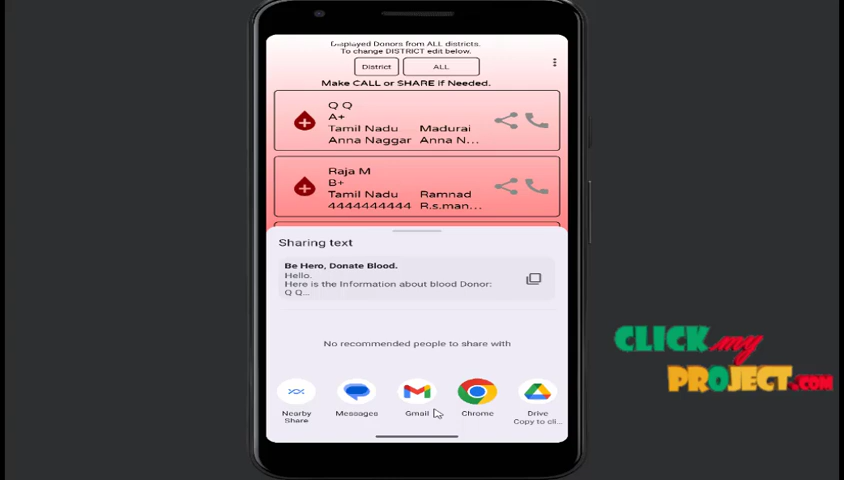 Displayed Donors from ALL districts.
To change DISTRICT edit below.
District ALL
Make CALL or SHARE if Needed.
Q Q
A+
Tamil Nadu Madurai
Anna Naggar Anna N...
Raja M
B+
Tamil Nadu Ramnad
4444444444 R.s.man...
Sharing text
Be Hero, Donate Blood.
Hello.
Here is the Information about blood Donor:
Q Q...
No recommended people to share with
Nearby Share
Messages
Gmail
Chrome
Drive
Copy to cli...
CLICK my
PROJECT.COM